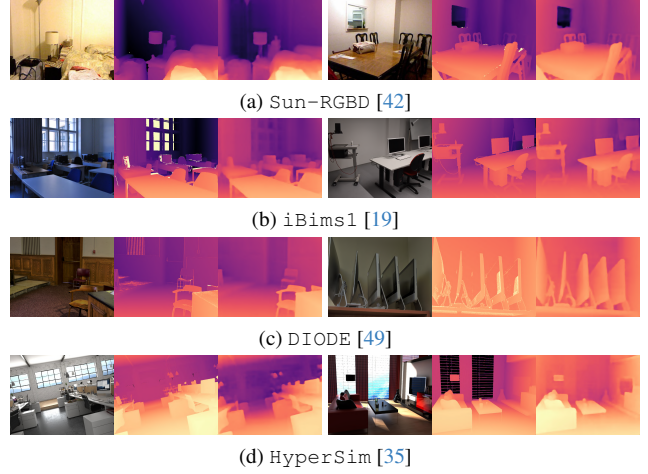 (a) Sun-RGBD [42]
(b) iBims1 [19]
(c) DIODE [49]
(d) HyperSim [35]